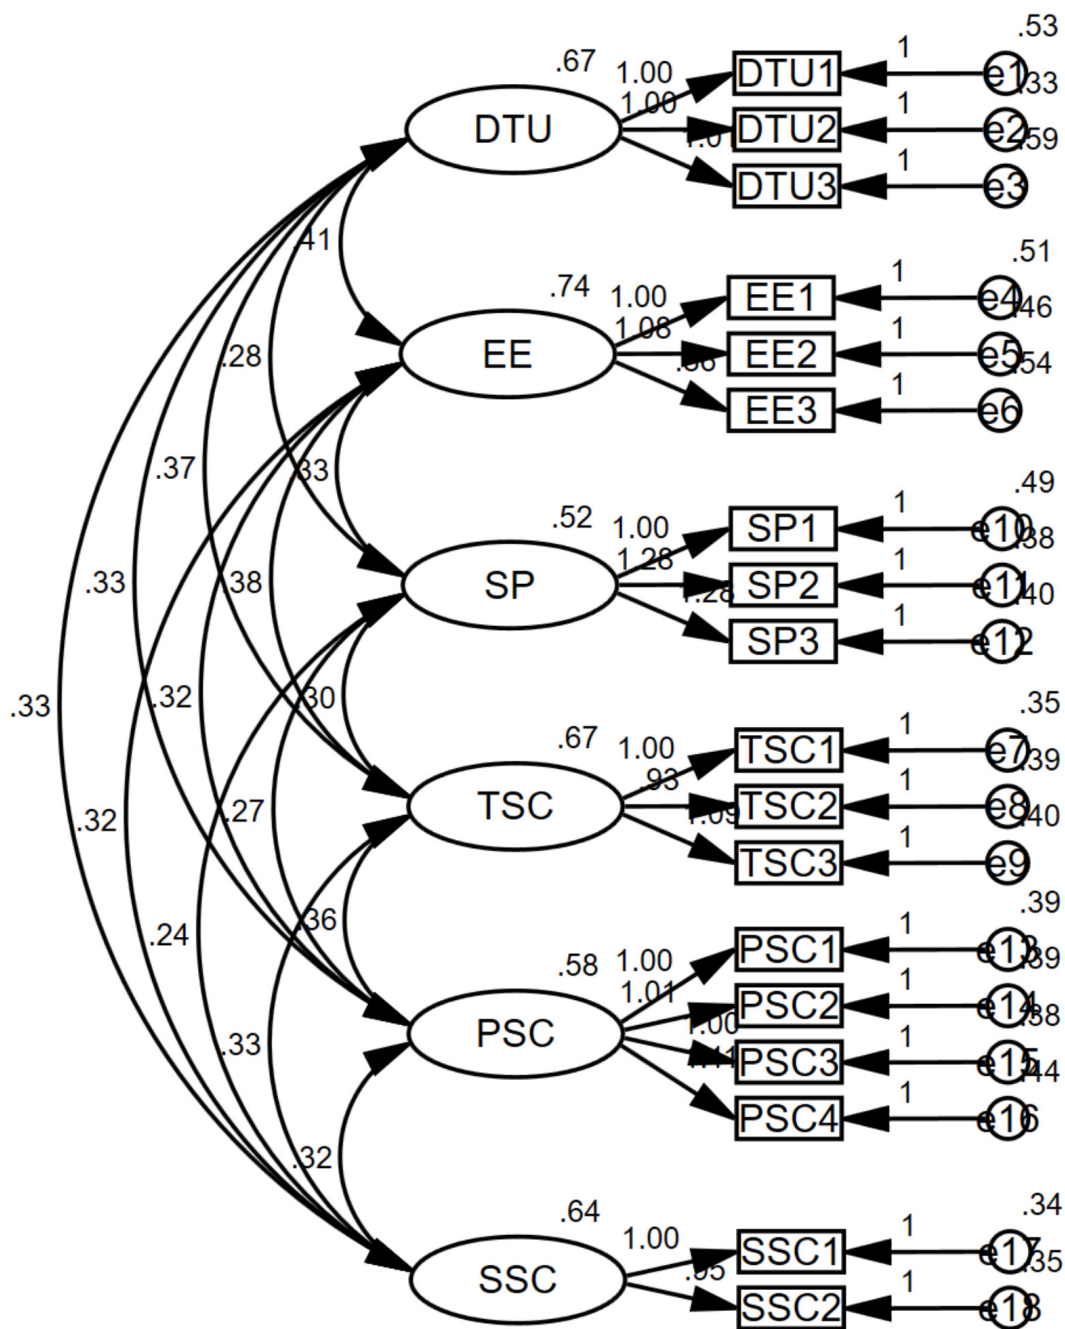 .53
.67 1.00 DTU1 1 e1
.33
DTU 1.00 DTU2 1 e2
.59
DTU3 1 e3
.41
.51
.74 1.00 EE1 1 e4
.46
EE 1.08 EE2 1 e5
.54
EE3 1 e6
.28
.37
.33
.49
.52 1.00 SP1 1 e10
.38
SP 1.28 SP2 1 e11
.40
1.28 SP3 1 e12
.33
.38
.33
.32
.30
.35
.67 1.00 TSC1 1 e7
.39
TSC .93 TSC2 1 e8
.40
1.09 TSC3 1 e9
.32
.27
.24
.36
.39
.58 1.00 PSC1 1 e13
.39
PSC 1.01 PSC2 1 e14
.38
1.00 PSC3 1 e15
.44
PSC4 1 e16
.33
.32
.34
.64 1.00 SSC1 1 e17
.35
SSC SSC2 1 e18